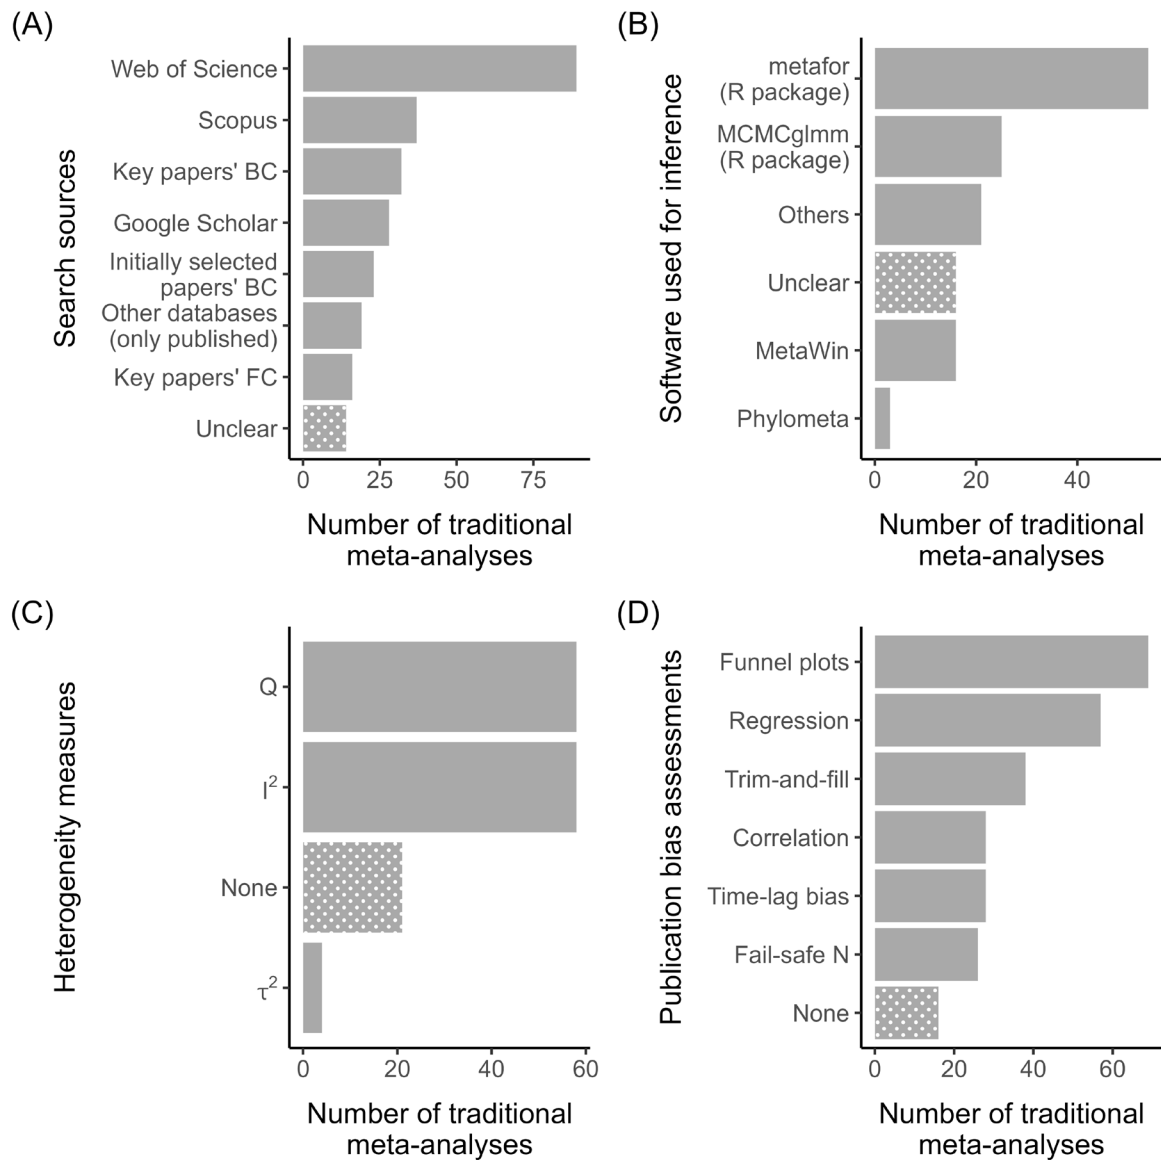 (A)
Search sources
Web of Science
Scopus
Key papers' BC
Google Scholar
Initially selected
papers' BC
Other databases
(only published)
Key papers' FC
Unclear
0 25 50 75
Number of traditional
meta-analyses
(B)
Software used for inference
metafor
(R package)
MCMCglmm
(R package)
Others
Unclear
MetaWin
Phylometa
0 20 40
Number of traditional
meta-analyses
(C)
Heterogeneity measures
Q
I²
None
τ²
0 20 40 60
Number of traditional
meta-analyses
(D)
Publication bias assessments
Funnel plots
Regression
Trim-and-fill
Correlation
Time-lag bias
Fail-safe N
None
0 20 40 60
Number of traditional
meta-analyses